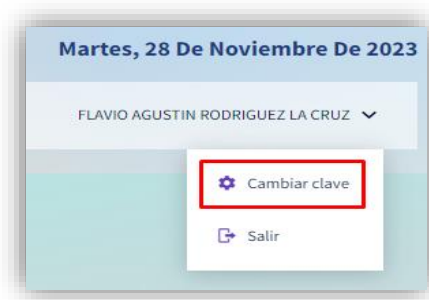 Martes, 28 De Noviembre De 2023
FLAVIO AGUSTIN RODRIGUEZ LA CRUZ
Cambiar clave
Salir